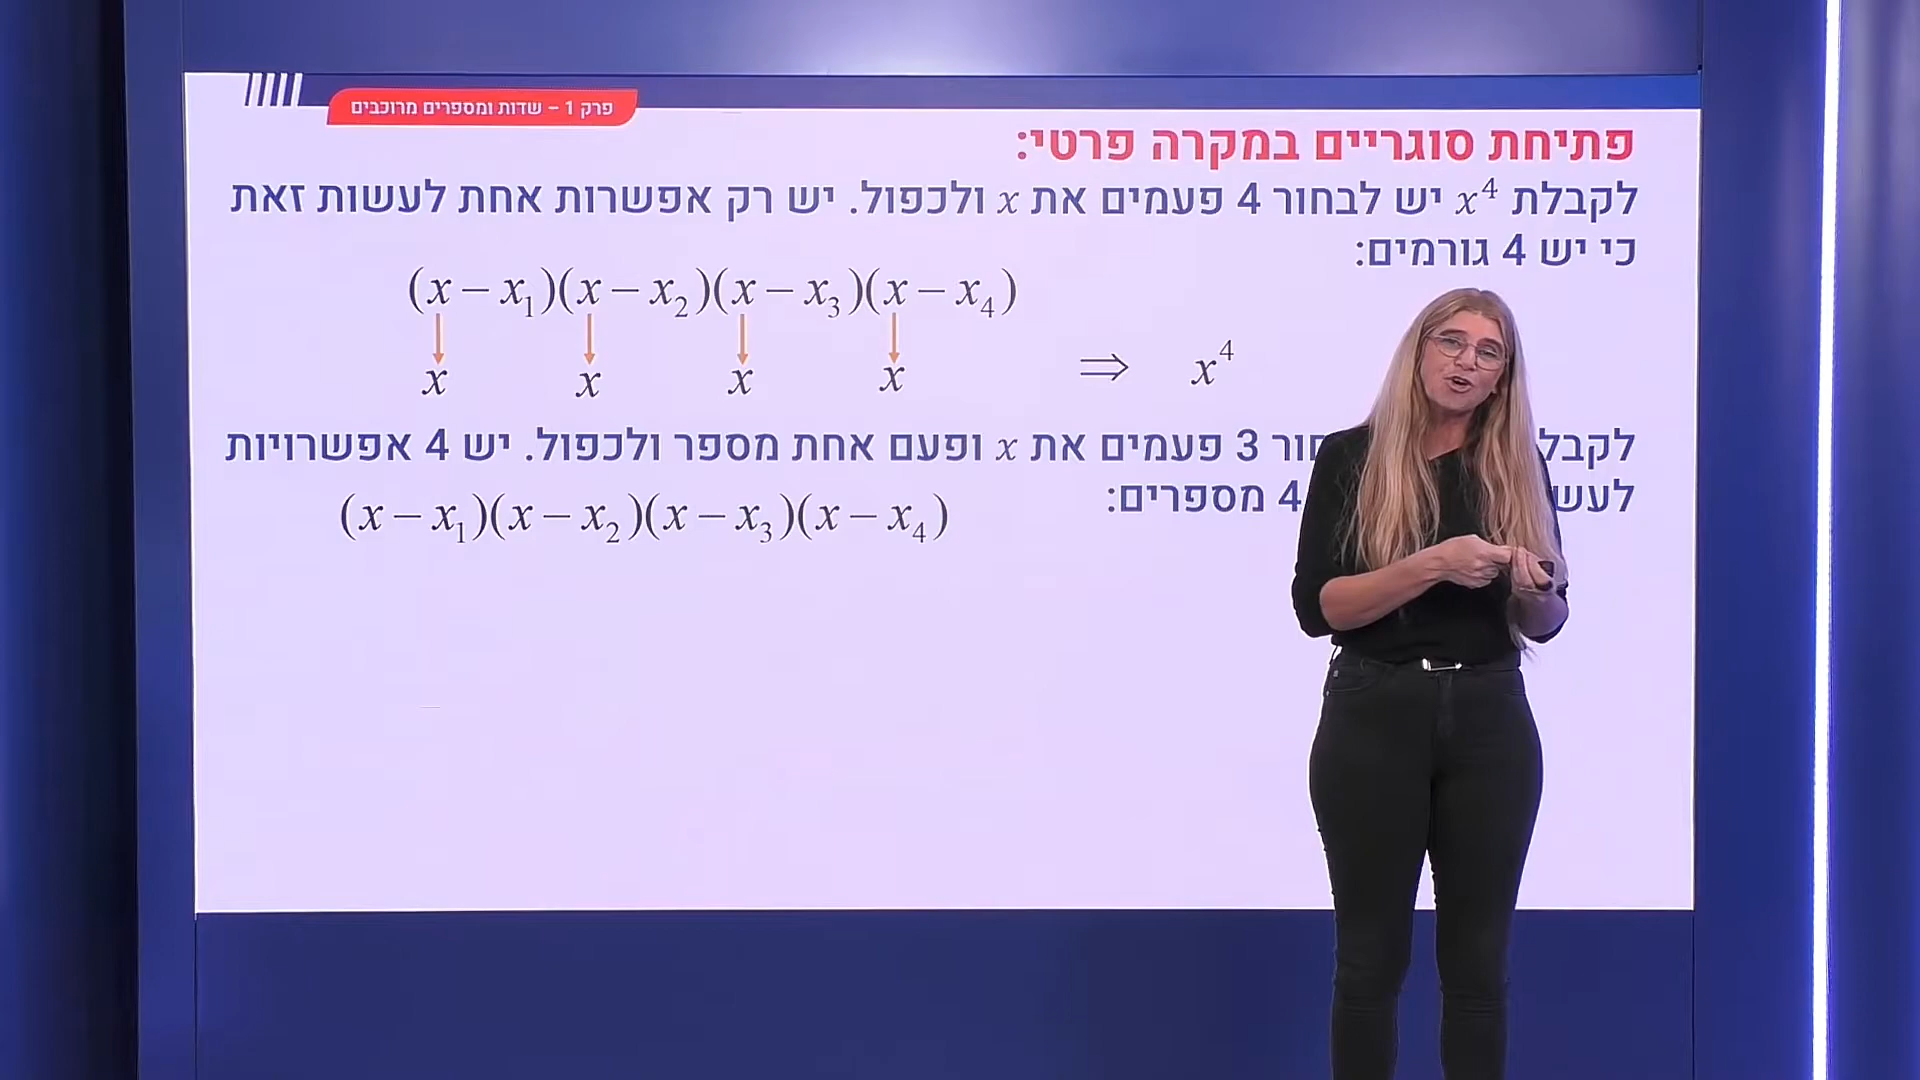 פרק 1 – שדות ומספרים מרוכבים
פתיחת סוגריים במקרה פרטי:
לקבלת x⁴ יש לבחור 4 פעמים את x ולכפול. יש רק אפשרות אחת לעשות זאת
כי יש 4 גורמים:
(x − x₁)(x − x₂)(x − x₃)(x − x₄)
x x x x ⇒ x⁴
3 פעמים את x ופעם אחת מספר ולכפול. יש 4 אפשרויות
4 מספרים:
(x − x₁)(x − x₂)(x − x₃)(x − x₄)